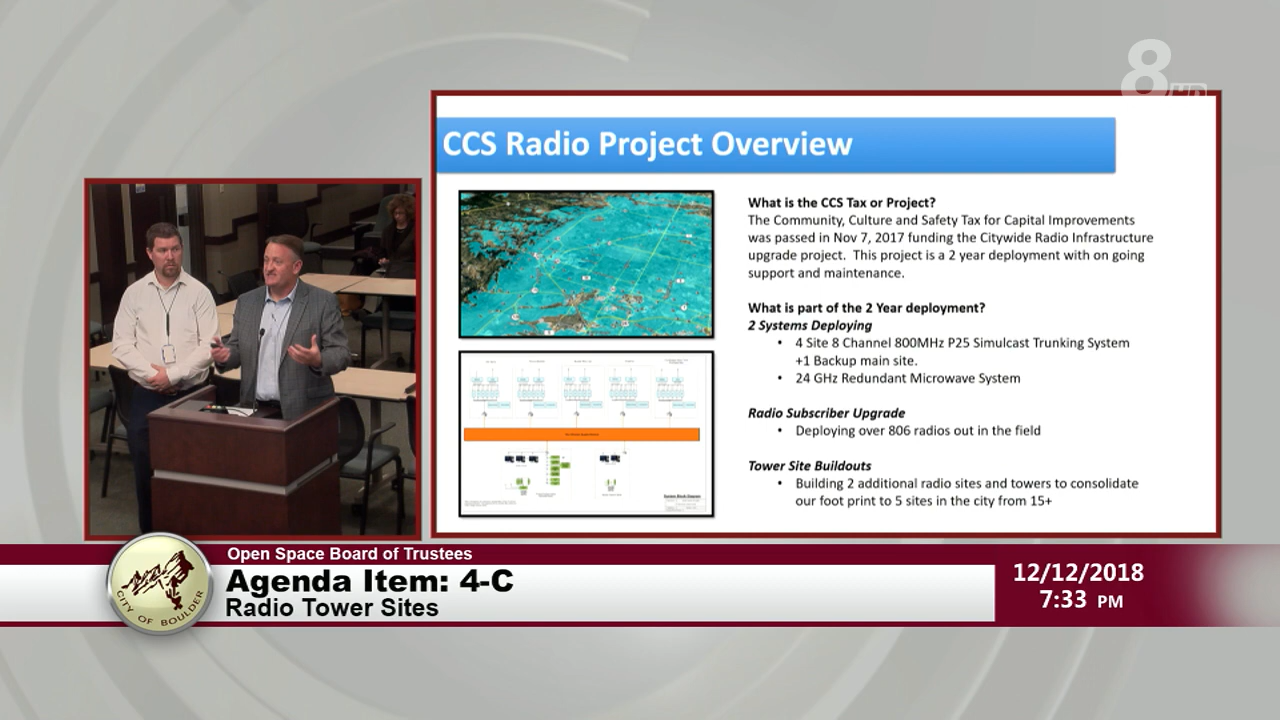 8 HD
CCS Radio Project Overview
What is the CCS Tax or Project?
The Community, Culture and Safety Tax for Capital Improvements
was passed in Nov 7, 2017 funding the Citywide Radio Infrastructure
upgrade project. This project is a 2 year deployment with on going
support and maintenance.
What is part of the 2 Year deployment?
2 Systems Deploying
• 4 Site 8 Channel 800MHz P25 Simulcast Trunking System
+1 Backup main site.
• 24 GHz Redundant Microwave System
Radio Subscriber Upgrade
• Deploying over 806 radios out in the field
Tower Site Buildouts
• Building 2 additional radio sites and towers to consolidate
our foot print to 5 sites in the city from 15+
Open Space Board of Trustees
Agenda Item: 4-C
Radio Tower Sites
CITY OF BOULDER
12/12/2018
7:33 PM